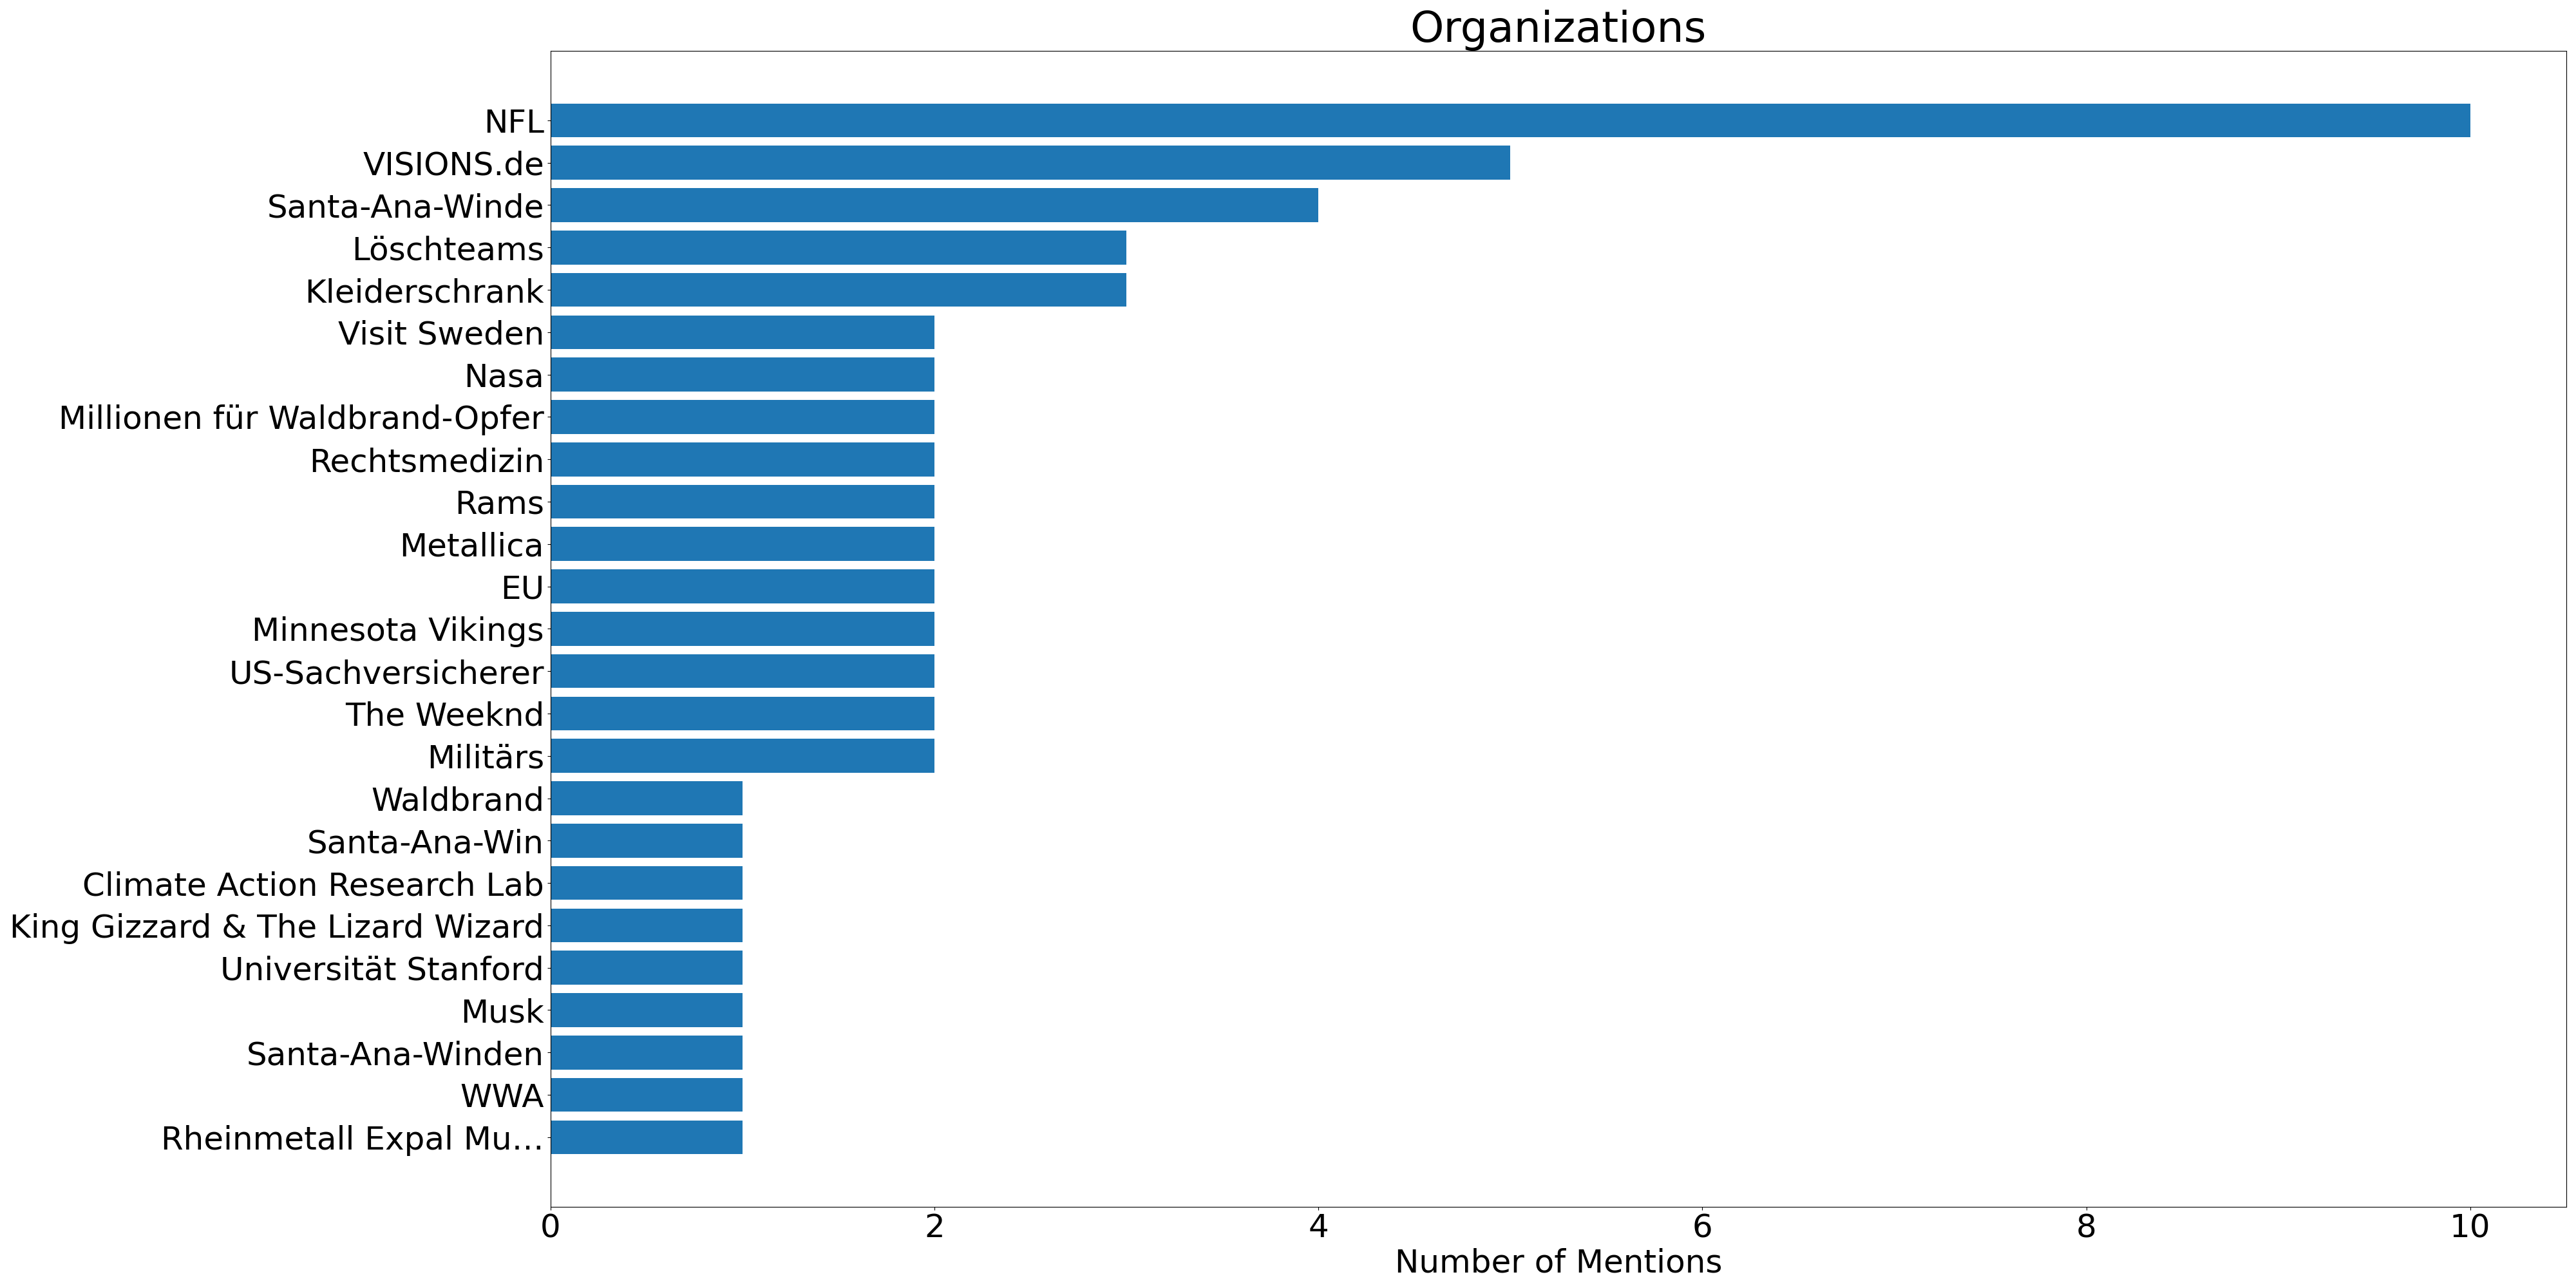 Organizations
NFL
VISIONS.de
Santa-Ana-Winde
Löschteams
Kleiderschrank
Visit Sweden
Nasa
Millionen für Waldbrand-Opfer
Rechtsmedizin
Rams
Metallica
EU
Minnesota Vikings
US-Sachversicherer
The Weeknd
Militärs
Waldbrand
Santa-Ana-Win
Climate Action Research Lab
King Gizzard & The Lizard Wizard
Universität Stanford
Musk
Santa-Ana-Winden
WWA
Rheinmetall Expal Mu…
0 2 4 6 8 10
Number of Mentions